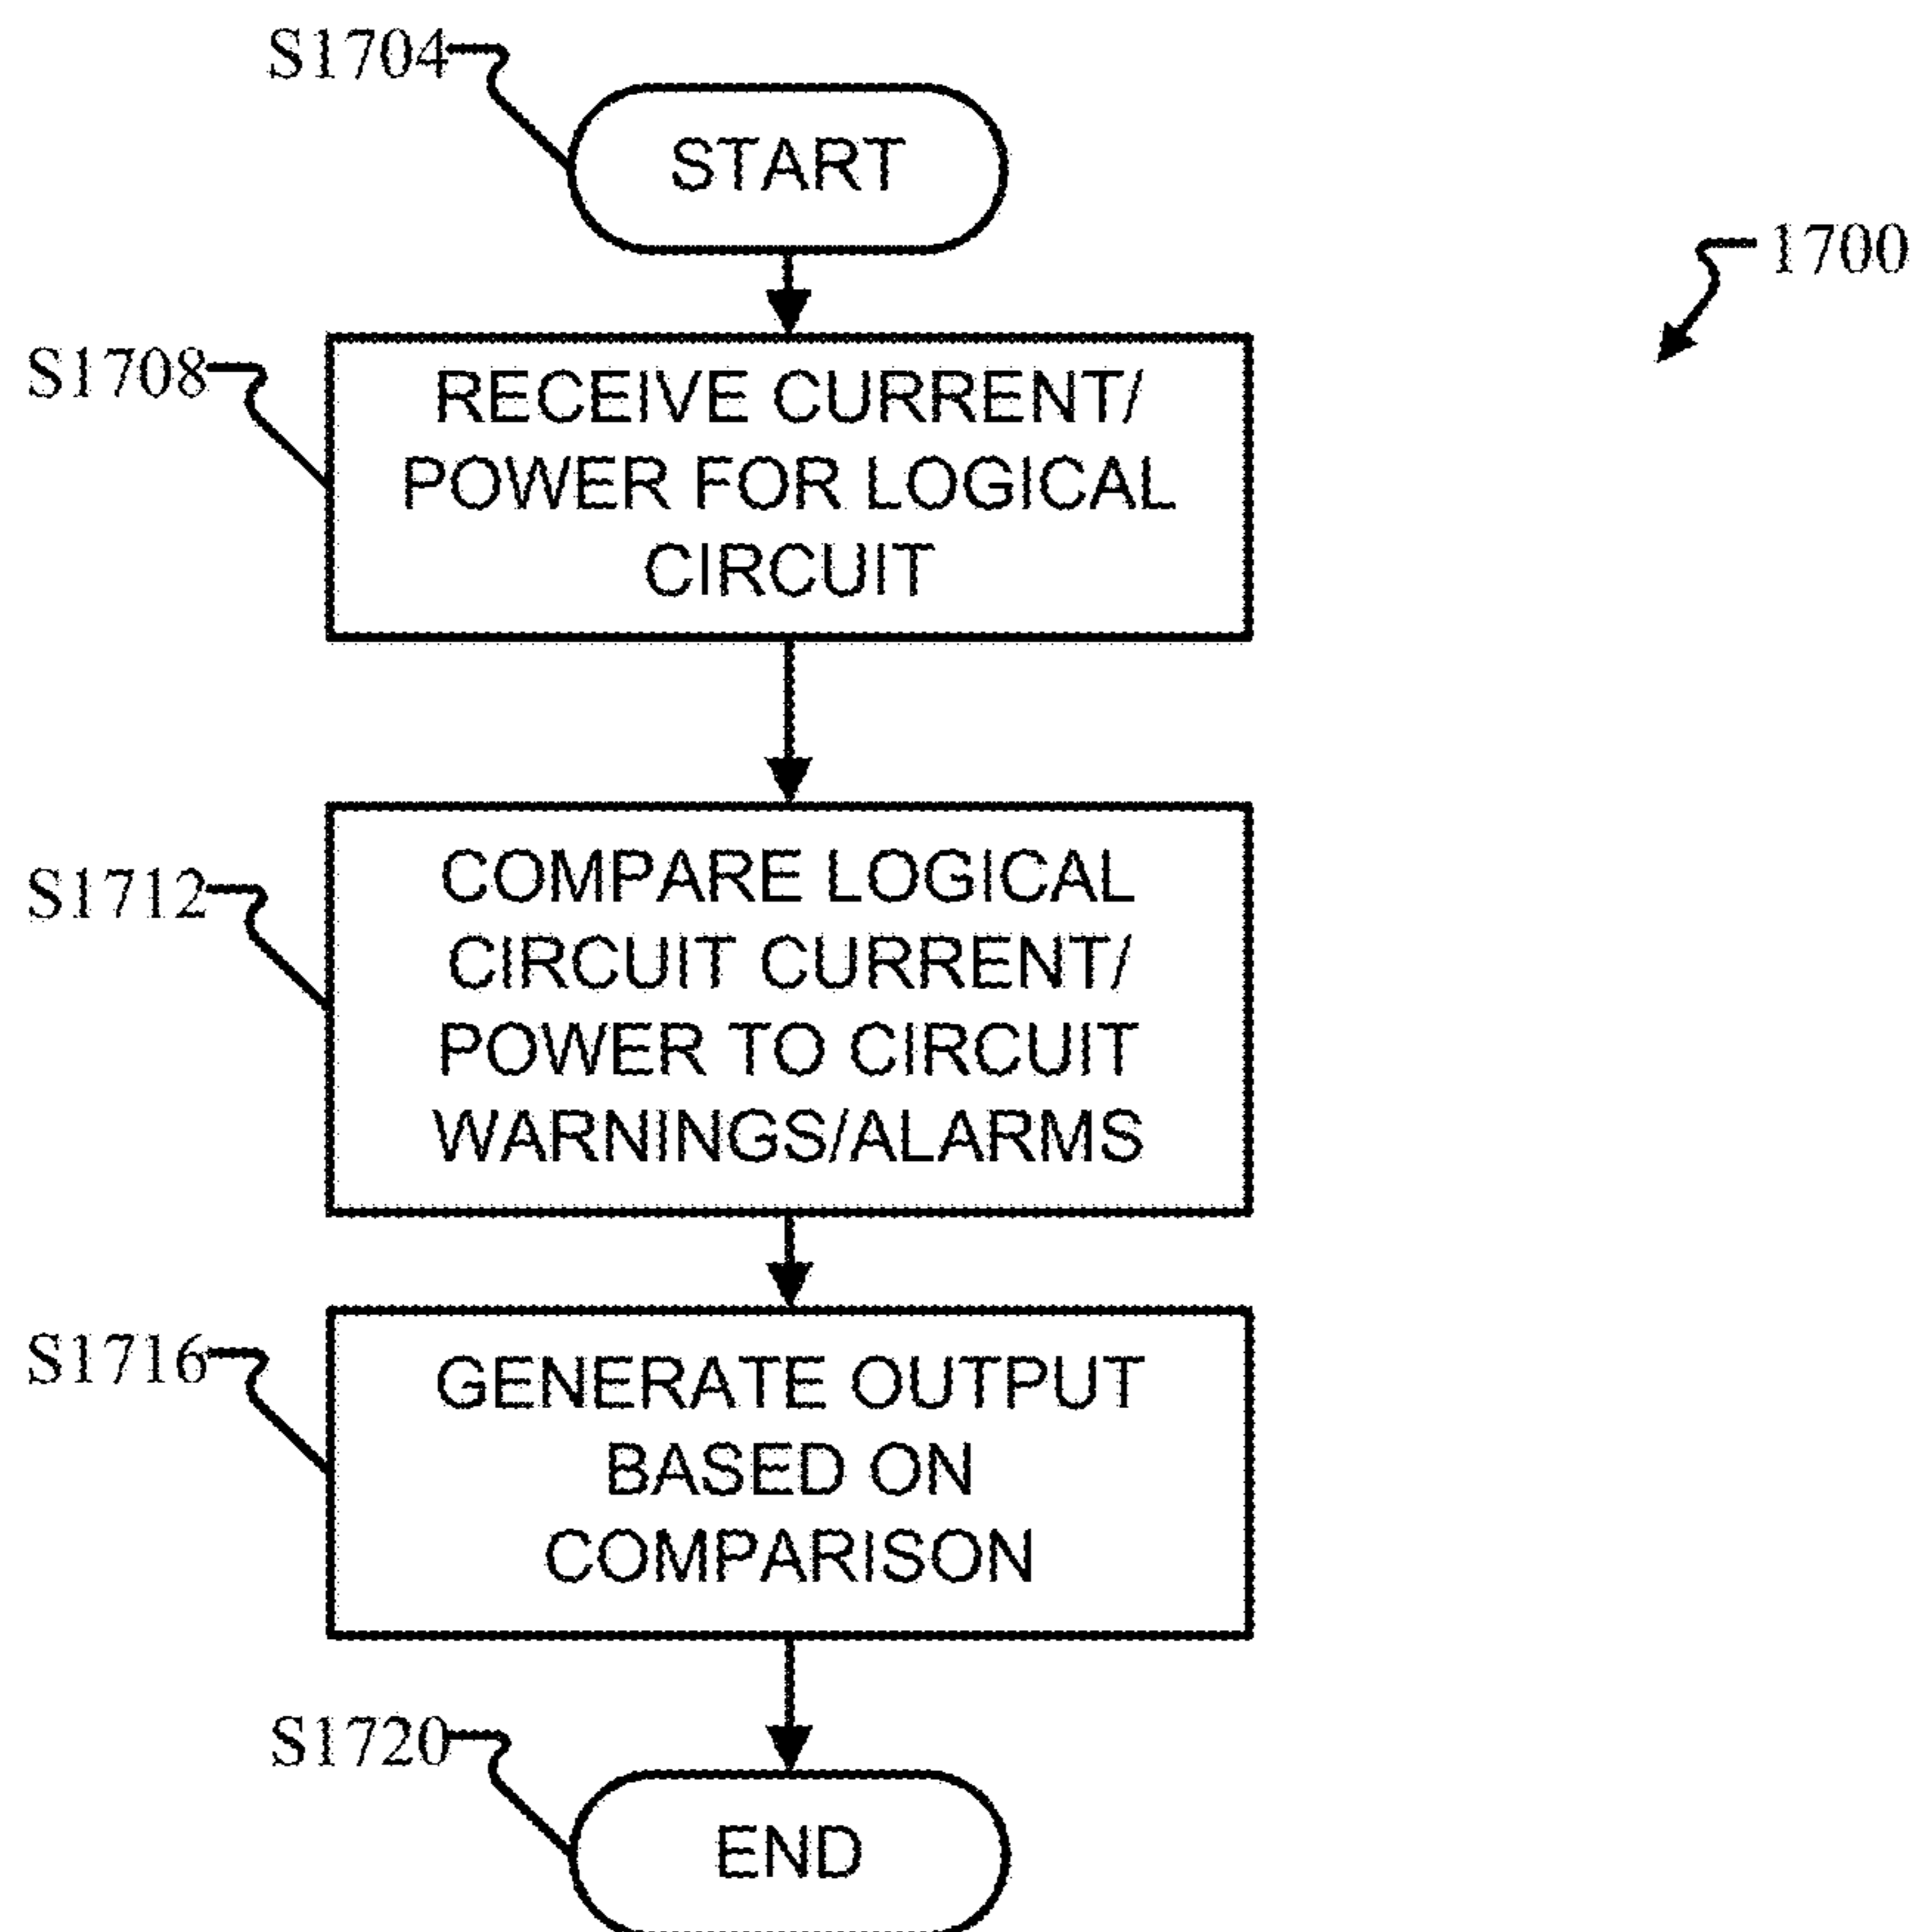 S1704
START
1700
S1708
RECEIVE CURRENT/
POWER FOR LOGICAL
CIRCUIT
S1712
COMPARE LOGICAL
CIRCUIT CURRENT/
POWER TO CIRCUIT
WARNINGS/ALARMS
S1716
GENERATE OUTPUT
BASED ON
COMPARISON
S1720
END